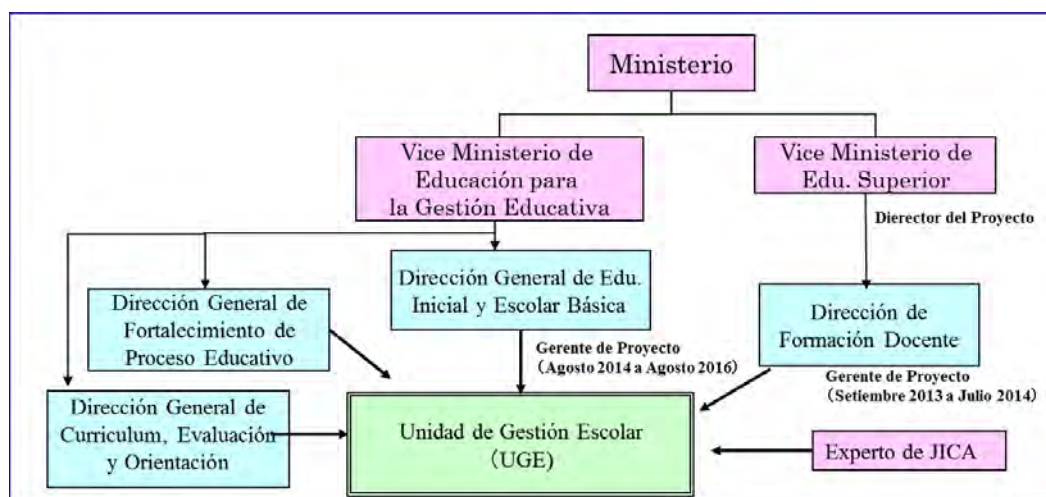 Ministerio
Vice Ministerio de
Educación para
la Gestión Educativa
Vice Ministerio de
Edu. Superior
Dierector del Proyecto
Dirección General de Edu.
Inicial y Escolar Básica
Dirección General de
Fortalecimiento de
Proceso Educativo
Dirección de
Formación Docente
Gerente de Proyecto
(Agosto 2014 a Agosto 2016)
Gerente de Proyecto
(Setiembre 2013 a Julio 2014)
Dirección General de
Curriculum, Evaluación
y Orientación
Unidad de Gestión Escolar
(UGE)
Experto de JICA